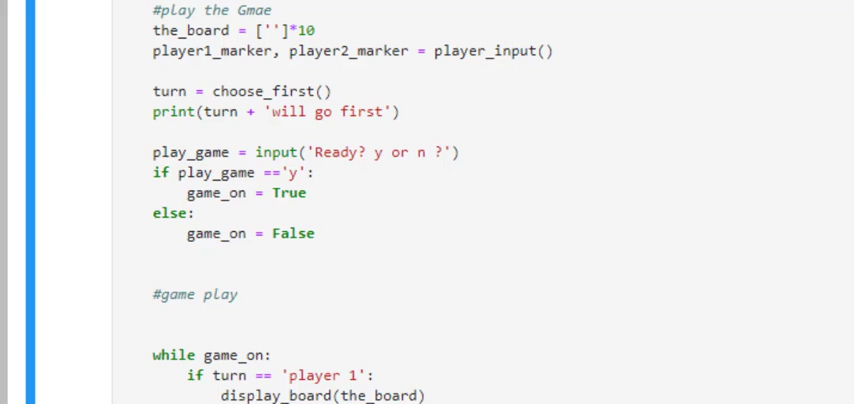 #play the Gmae
the_board = ['']*10
player1_marker, player2_marker = player_input()
turn = choose_first()
print(turn + 'will go first')
play_game = input('Ready? y or n ?')
if play_game =='y':
game_on = True
else:
game_on = False
#game play
while game_on:
if turn == 'player 1':
display_board(the_board)